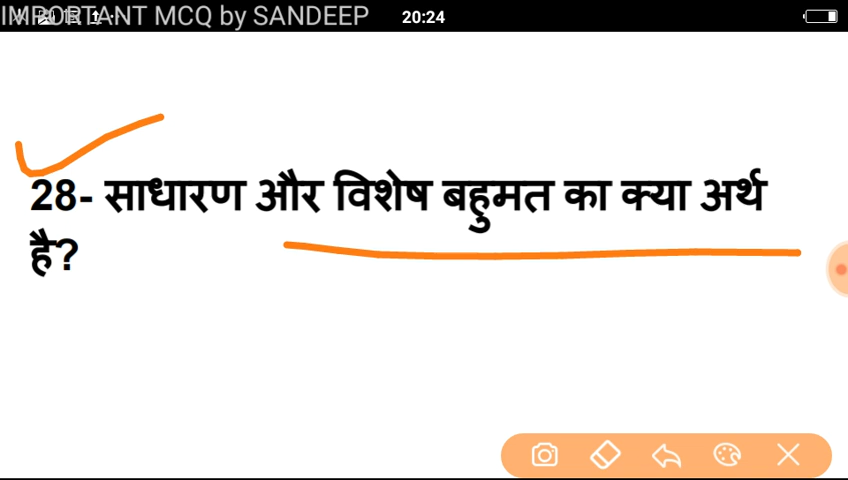 IMPORTANT MCQ by SANDEEP
20:24
28- साधारण और विशेष बहुमत का क्या अर्थ
है?